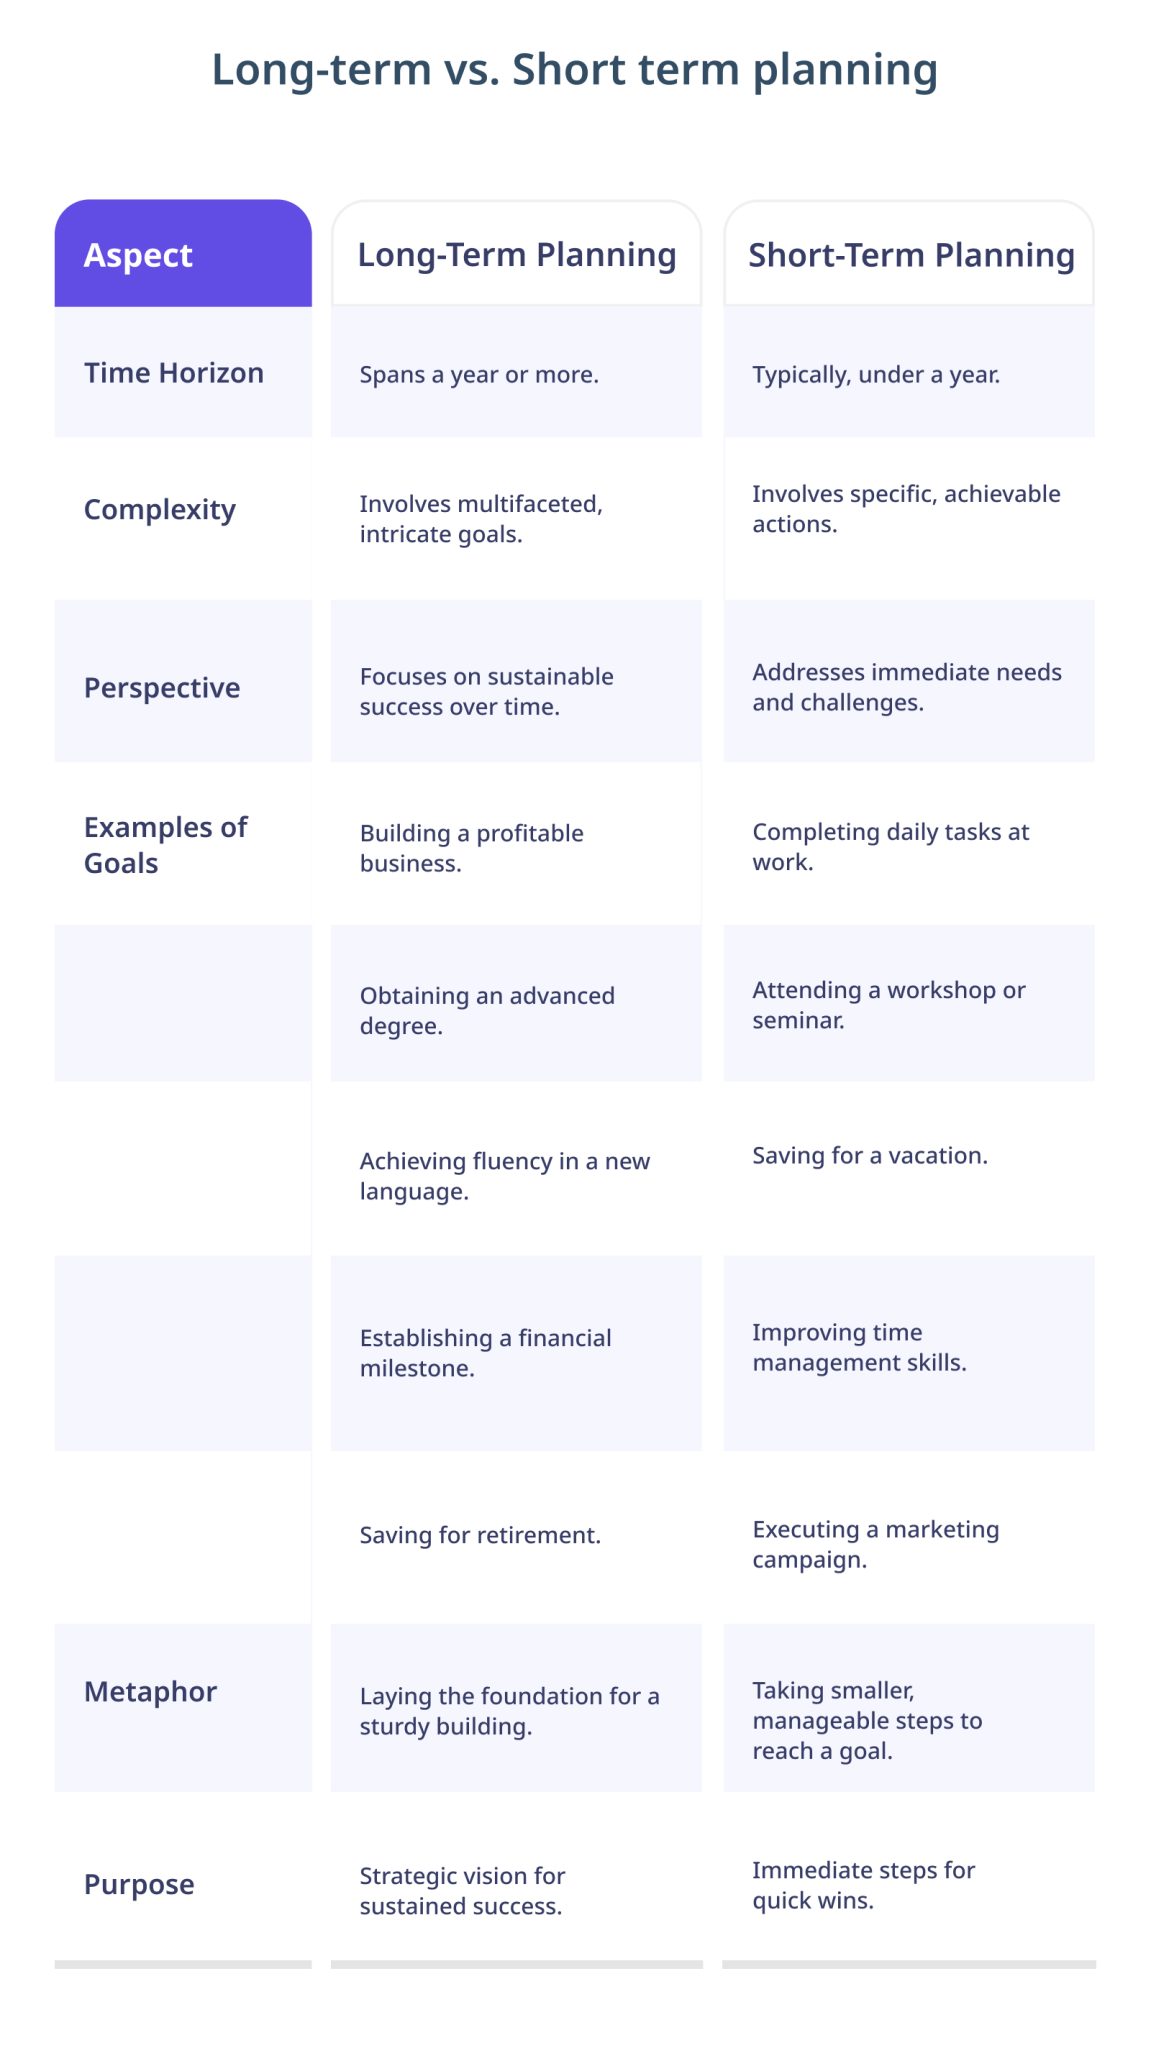 Long-term vs. Short term planning
Aspect
Long-Term Planning
Short-Term Planning
Time Horizon
Spans a year or more.
Typically, under a year.
Complexity
Involves multifaceted,
intricate goals.
Involves specific, achievable
actions.
Perspective
Focuses on sustainable
success over time.
Addresses immediate needs
and challenges.
Examples of
Goals
Building a profitable
business.
Completing daily tasks at
work.
Obtaining an advanced
degree.
Attending a workshop or
seminar.
Achieving fluency in a new
language.
Saving for a vacation.
Establishing a financial
milestone.
Improving time
management skills.
Saving for retirement.
Executing a marketing
campaign.
Metaphor
Laying the foundation for a
sturdy building.
Taking smaller,
manageable steps to
reach a goal.
Purpose
Strategic vision for
sustained success.
Immediate steps for
quick wins.